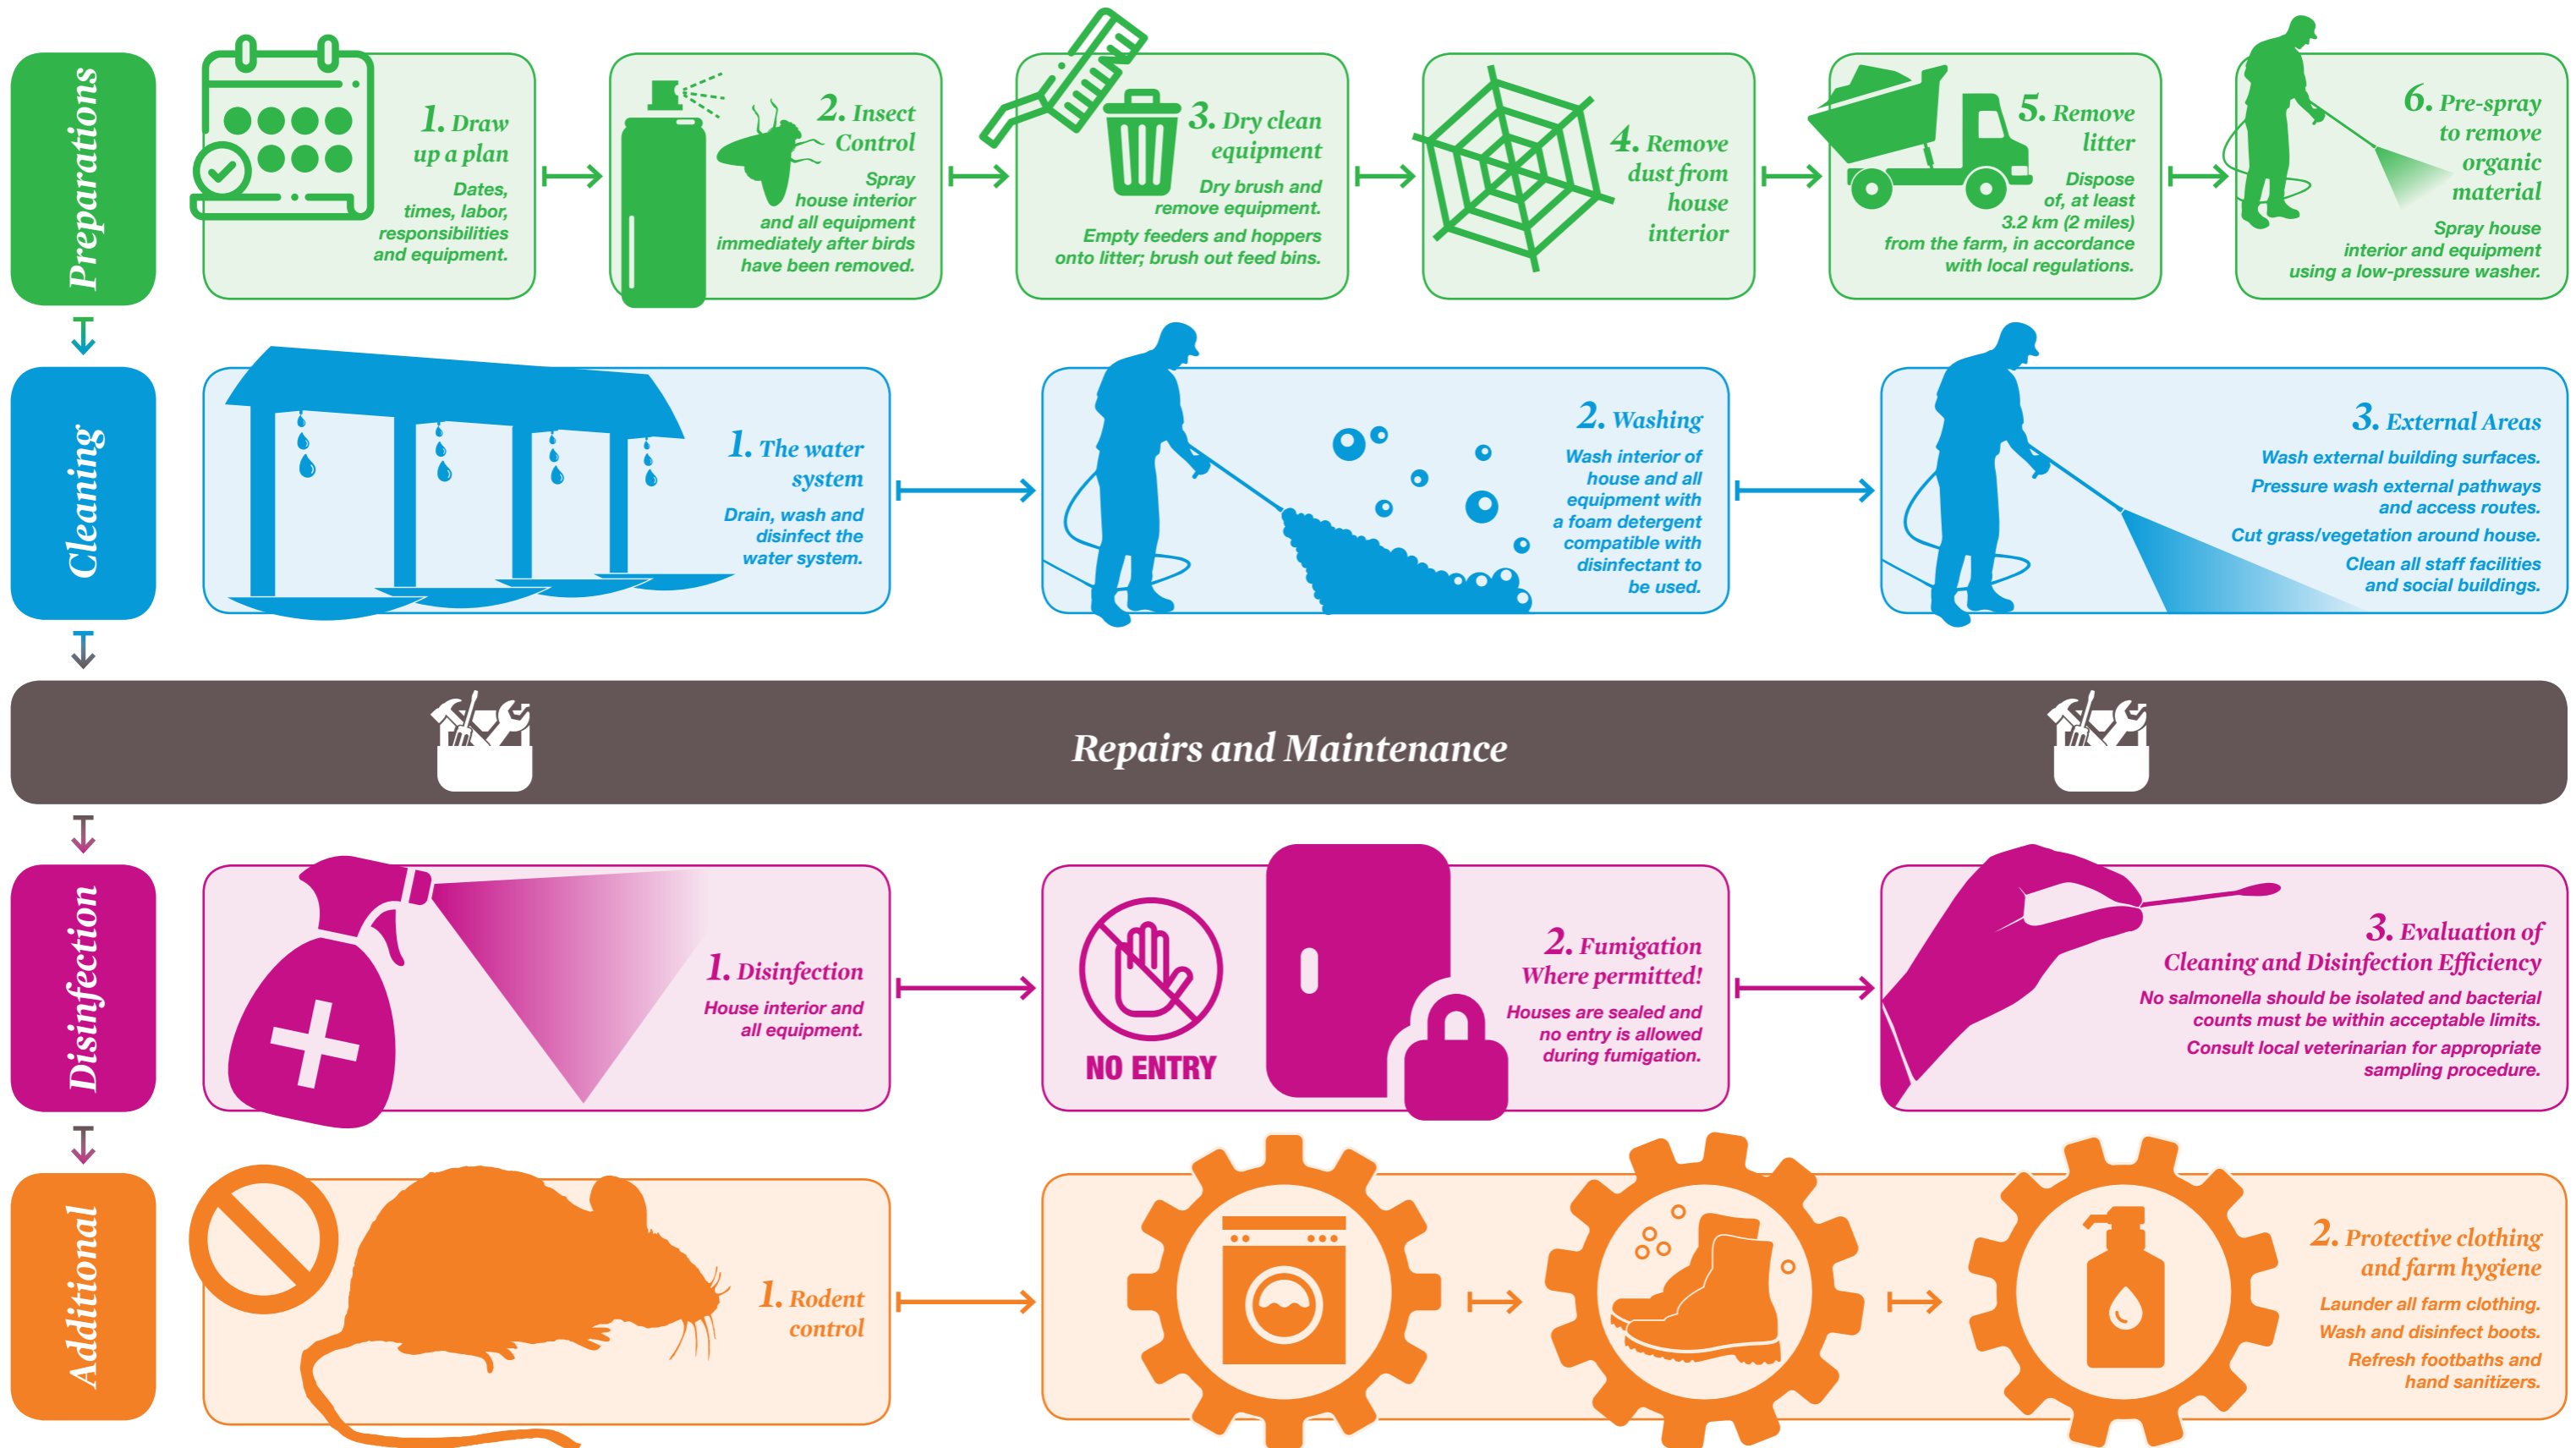 Preparations
1. Draw
up a plan
Dates,
times, labor,
responsibilities
and equipment.
2. Insect
Control
Spray
house interior
and all equipment
immediately after birds
have been removed.
3. Dry clean
equipment
Dry brush and
remove equipment.
Empty feeders and hoppers
onto litter; brush out feed bins.
4. Remove
dust from
house
interior
5. Remove
litter
Dispose
of, at least
3.2 km (2 miles)
from the farm, in accordance
with local regulations.
6. Pre-spray
to remove
organic
material
Spray house
interior and equipment
using a low-pressure washer.
Cleaning
1. The water
system
Drain, wash and
disinfect the
water system.
2. Washing
Wash interior of
house and all
equipment with
a foam detergent
compatible with
disinfectant to
be used.
3. External Areas
Wash external building surfaces.
Pressure wash external pathways
and access routes.
Cut grass/vegetation around house.
Clean all staff facilities
and social buildings.
Repairs and Maintenance
Disinfection
1. Disinfection
House interior and
all equipment.
NO ENTRY
2. Fumigation
Where permitted!
Houses are sealed and
no entry is allowed
during fumigation.
3. Evaluation of
Cleaning and Disinfection Efficiency
No salmonella should be isolated and bacterial
counts must be within acceptable limits.
Consult local veterinarian for appropriate
sampling procedure.
Additional
1. Rodent
control
2. Protective clothing
and farm hygiene
Launder all farm clothing.
Wash and disinfect boots.
Refresh footbaths and
hand sanitizers.